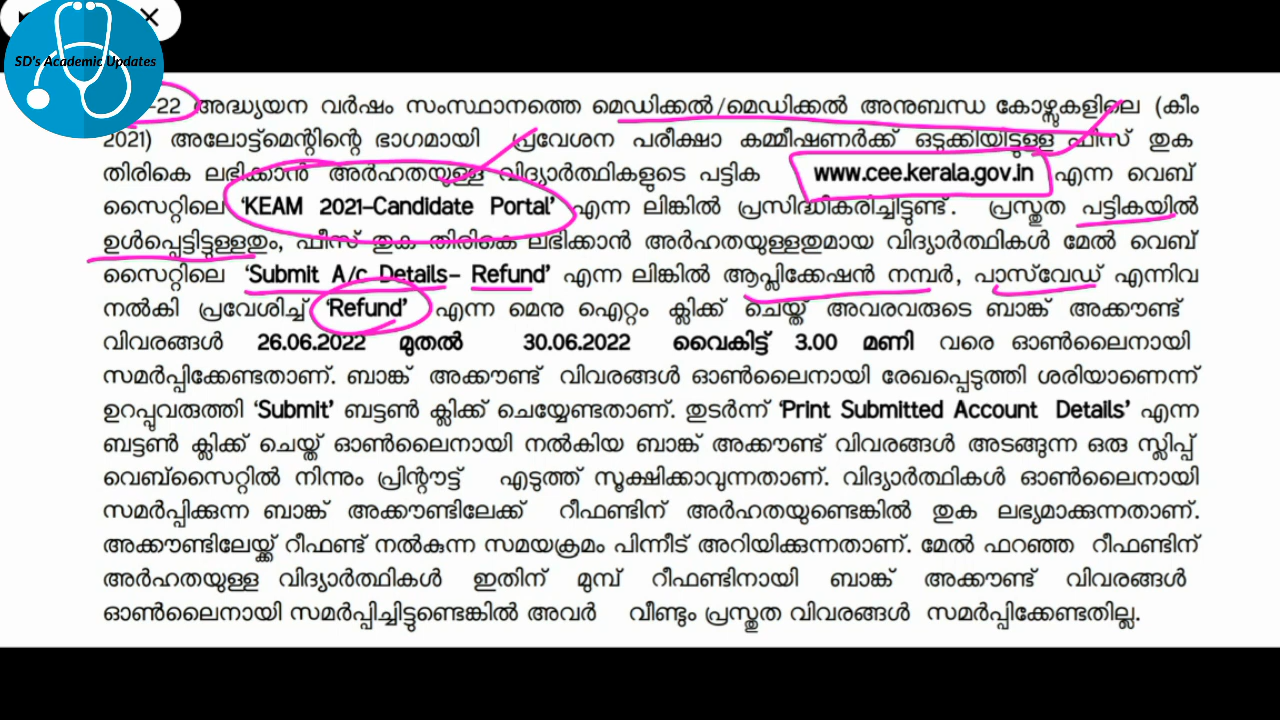 SD's Academic Updates
-22 അദ്ധ്യയന വർഷം സംസ്ഥാനത്തെ മെഡിക്കൽ/മെഡിക്കൽ അനുബന്ധ കോഴ്സുകളിലെ (കീം
2021) അലോട്ട്മെന്റിന്റെ ഭാഗമായി പ്രവേശന പരീക്ഷാ കമ്മീഷണർക്ക് ഒടുക്കിയിട്ടുള്ള ഫീസ് തുക
തിരികെ ലഭിക്കാൻ അർഹതയുള്ള വിദ്യാർത്ഥികളുടെ പട്ടിക www.cee.kerala.gov.in എന്ന വെബ്
സൈറ്റിലെ 'KEAM 2021-Candidate Portal' എന്ന ലിങ്കിൽ പ്രസിദ്ധീകരിച്ചിട്ടുണ്ട്. പ്രസ്തുത പട്ടികയിൽ
ഉൾപ്പെട്ടിട്ടുള്ളതും, ഫീസ് തുക തിരികെ ലഭിക്കാൻ അർഹതയുള്ളതുമായ വിദ്യാർത്ഥികൾ മേൽ വെബ്
സൈറ്റിലെ 'Submit A/c Details- Refund' എന്ന ലിങ്കിൽ ആപ്ലിക്കേഷൻ നമ്പർ, പാസ്‌വേഡ് എന്നിവ
നൽകി പ്രവേശിച്ച് 'Refund' എന്ന മെനു ഐറ്റം ക്ലിക്ക് ചെയ്ത് അവരവരുടെ ബാങ്ക് അക്കൗണ്ട്
വിവരങ്ങൾ 26.06.2022 മുതൽ 30.06.2022 വൈകിട്ട് 3.00 മണി വരെ ഓൺലൈനായി
സമർപ്പിക്കേണ്ടതാണ്. ബാങ്ക് അക്കൗണ്ട് വിവരങ്ങൾ ഓൺലൈനായി രേഖപ്പെടുത്തി ശരിയാണെന്ന്
ഉറപ്പുവരുത്തി 'Submit' ബട്ടൺ ക്ലിക്ക് ചെയ്യേണ്ടതാണ്. തുടർന്ന് 'Print Submitted Account Details' എന്ന
ബട്ടൺ ക്ലിക്ക് ചെയ്ത് ഓൺലൈനായി നൽകിയ ബാങ്ക് അക്കൗണ്ട് വിവരങ്ങൾ അടങ്ങുന്ന ഒരു സ്ലിപ്പ്
വെബ്സൈറ്റിൽ നിന്നും പ്രിന്റൗട്ട് എടുത്ത് സൂക്ഷിക്കാവുന്നതാണ്. വിദ്യാർത്ഥികൾ ഓൺലൈനായി
സമർപ്പിക്കുന്ന ബാങ്ക് അക്കൗണ്ടിലേക്ക് റീഫണ്ടിന് അർഹതയുണ്ടെങ്കിൽ തുക ലഭ്യമാക്കുന്നതാണ്.
അക്കൗണ്ടിലേയ്ക്ക് റീഫണ്ട് നൽകുന്ന സമയക്രമം പിന്നീട് അറിയിക്കുന്നതാണ്. മേൽ ഫറഞ്ഞ റീഫണ്ടിന്
അർഹതയുള്ള വിദ്യാർത്ഥികൾ ഇതിന് മുമ്പ് റീഫണ്ടിനായി ബാങ്ക് അക്കൗണ്ട് വിവരങ്ങൾ
ഓൺലൈനായി സമർപ്പിച്ചിട്ടുണ്ടെങ്കിൽ അവർ വീണ്ടും പ്രസ്തുത വിവരങ്ങൾ സമർപ്പിക്കേണ്ടതില്ല.